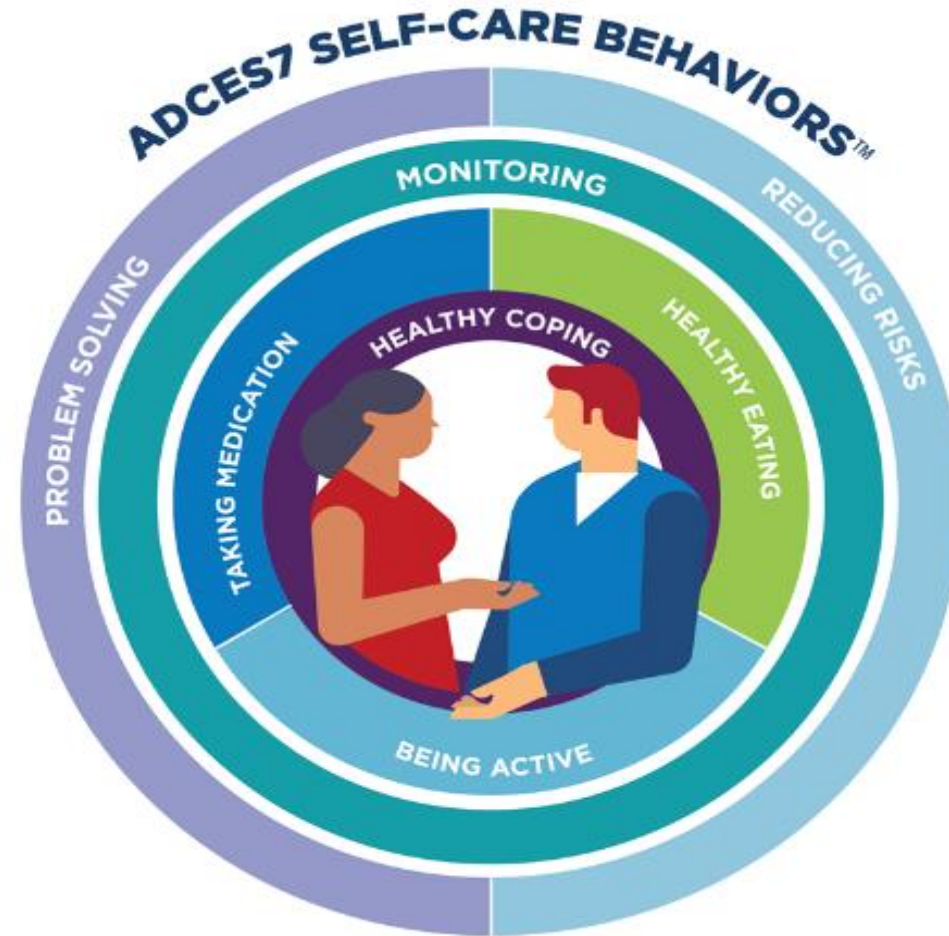 ADCES7 SELF-CARE BEHAVIORS™
PROBLEM SOLVING
REDUCING RISKS
MONITORING
TAKING MEDICATION
HEALTHY EATING
BEING ACTIVE
HEALTHY COPING